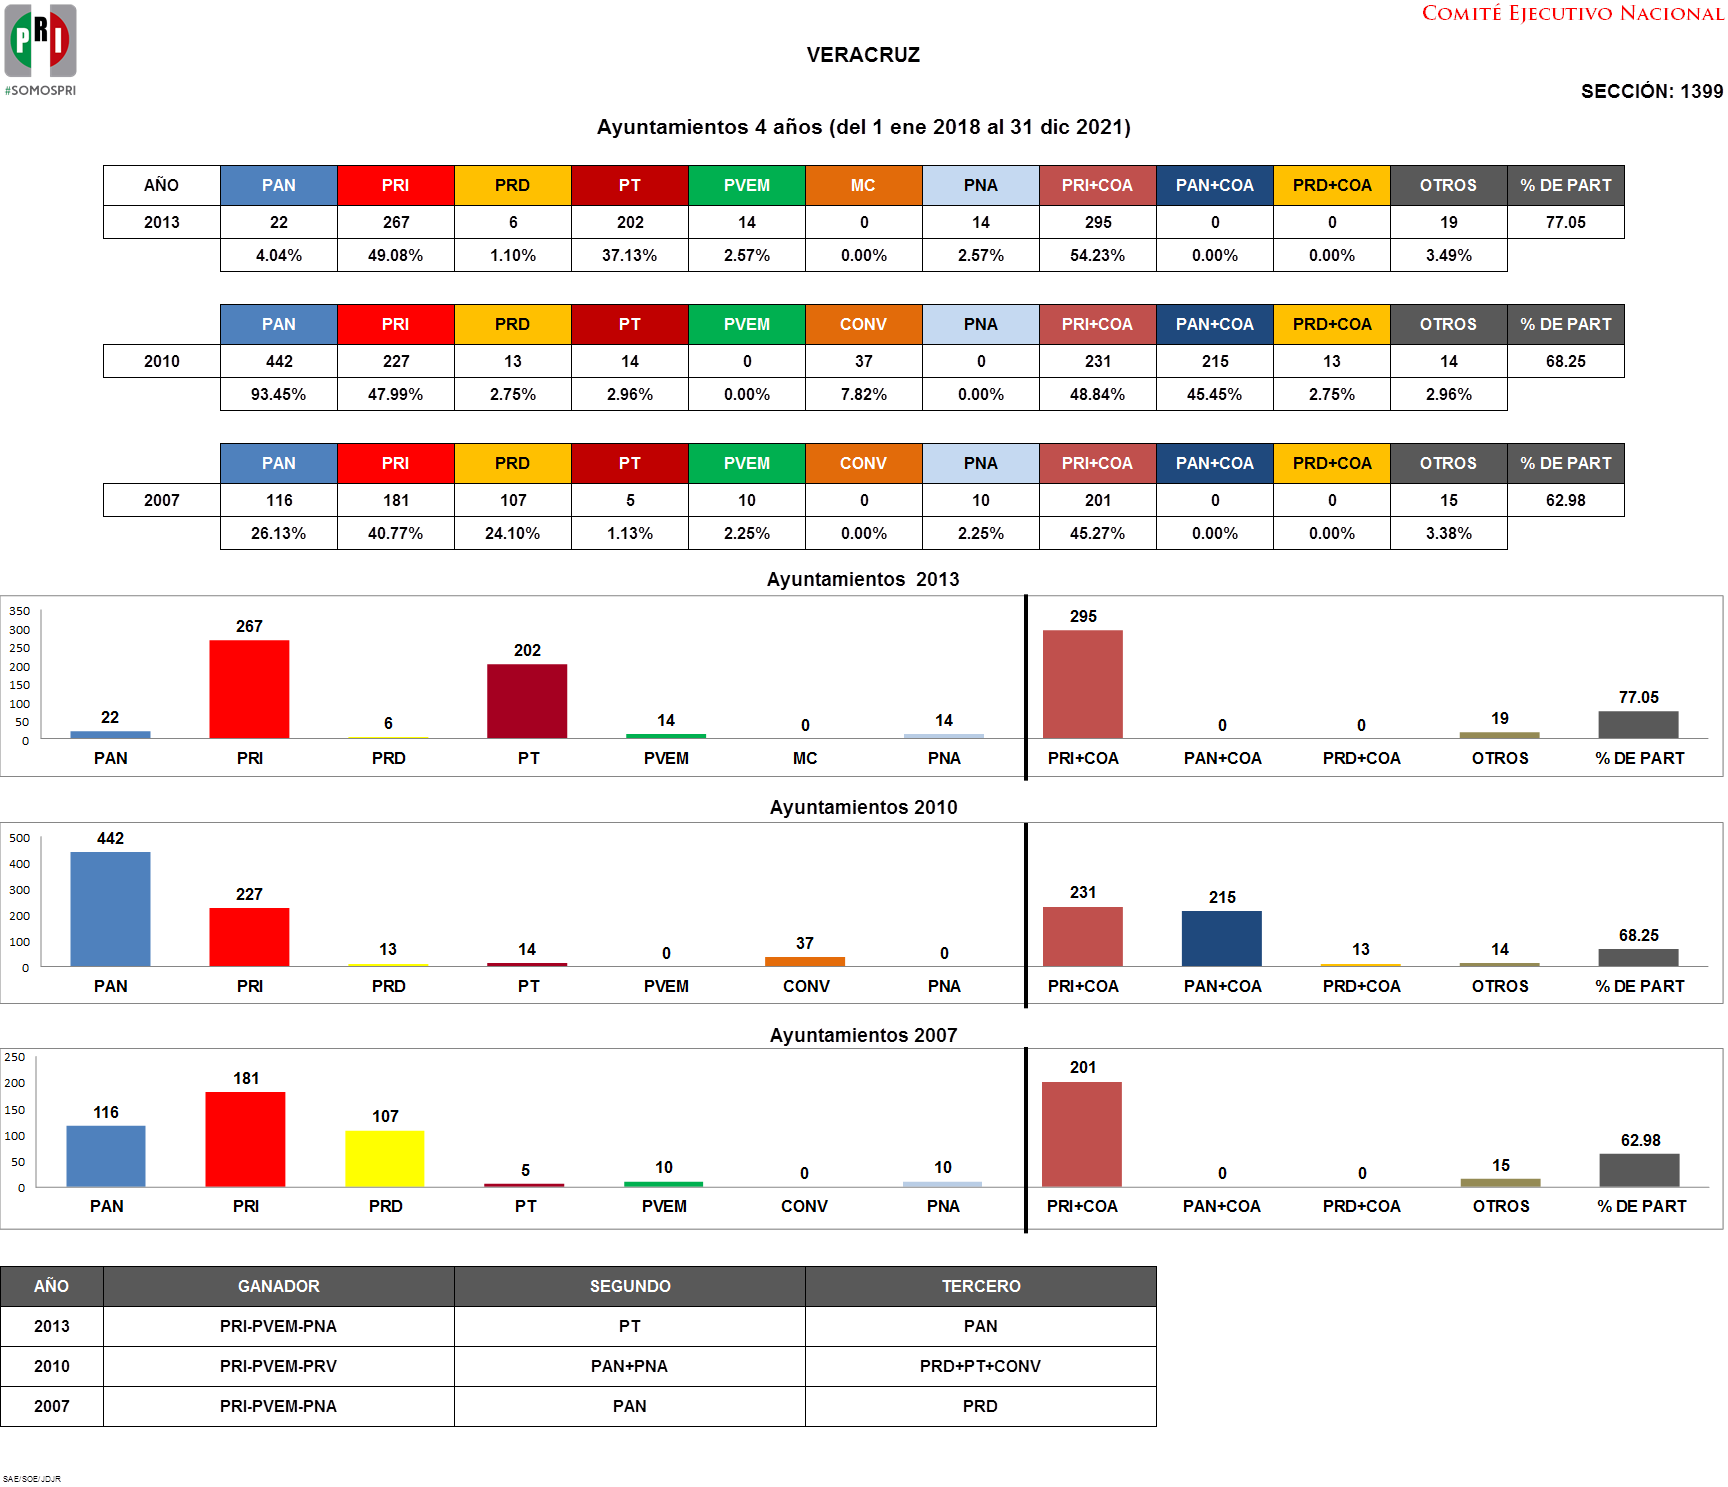 PRI
#SOMOSPRI
COMITÉ EJECUTIVO NACIONAL
VERACRUZ
SECCIÓN: 1399
Ayuntamientos 4 años (del 1 ene 2018 al 31 dic 2021)
AÑO PAN PRI PRD PT PVEM MC PNA PRI+COA PAN+COA PRD+COA OTROS % DE PART
2013 22 267 6 202 14 0 14 295 0 0 19 77.05
4.04% 49.08% 1.10% 37.13% 2.57% 0.00% 2.57% 54.23% 0.00% 0.00% 3.49%
PAN PRI PRD PT PVEM CONV PNA PRI+COA PAN+COA PRD+COA OTROS % DE PART
2010 442 227 13 14 0 37 0 231 215 13 14 68.25
93.45% 47.99% 2.75% 2.96% 0.00% 7.82% 0.00% 48.84% 45.45% 2.75% 2.96%
PAN PRI PRD PT PVEM CONV PNA PRI+COA PAN+COA PRD+COA OTROS % DE PART
2007 116 181 107 5 10 0 10 201 0 0 15 62.98
26.13% 40.77% 24.10% 1.13% 2.25% 0.00% 2.25% 45.27% 0.00% 0.00% 3.38%
Ayuntamientos 2013
350
300
250
200
150
100
50
0
22 267 6 202 14 0 14 295 0 0 19 77.05
PAN PRI PRD PT PVEM MC PNA PRI+COA PAN+COA PRD+COA OTROS % DE PART
Ayuntamientos 2010
500
400
300
200
100
0
442 227 13 14 0 37 0 231 215 13 14 68.25
PAN PRI PRD PT PVEM CONV PNA PRI+COA PAN+COA PRD+COA OTROS % DE PART
Ayuntamientos 2007
250
200
150
100
50
0
116 181 107 5 10 0 10 201 0 0 15 62.98
PAN PRI PRD PT PVEM CONV PNA PRI+COA PAN+COA PRD+COA OTROS % DE PART
AÑO GANADOR SEGUNDO TERCERO
2013 PRI-PVEM-PNA PT PAN
2010 PRI-PVEM-PRV PAN+PNA PRD+PT+CONV
2007 PRI-PVEM-PNA PAN PRD
SAE/SOE/JDJR